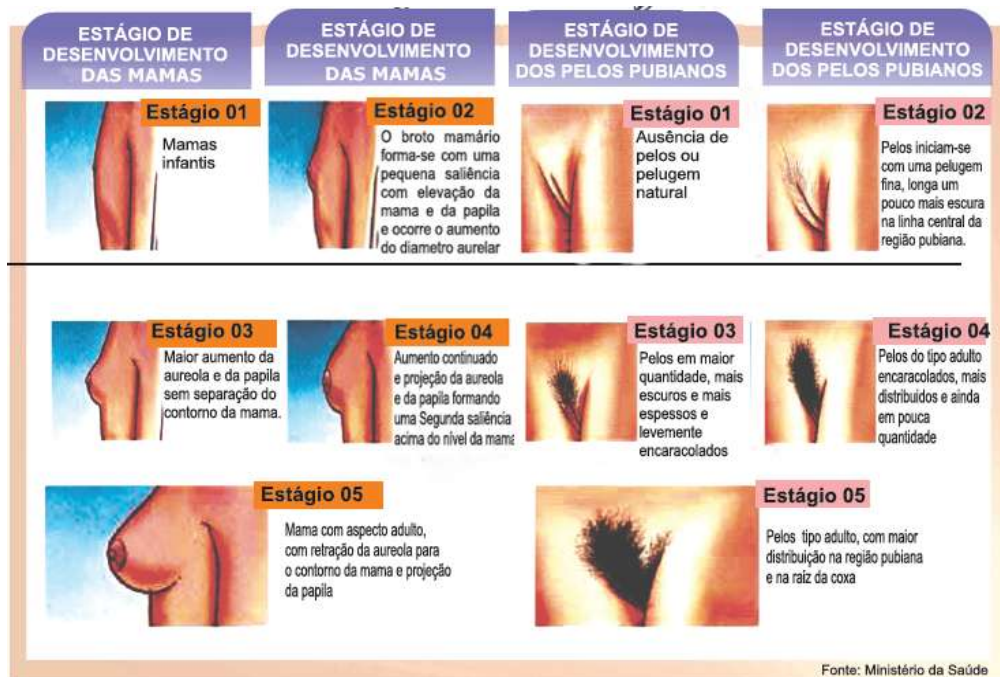 ESTÁGIO DE
DESENVOLVIMENTO
DAS MAMAS
ESTÁGIO DE
DESENVOLVIMENTO
DAS MAMAS
ESTÁGIO DE
DESENVOLVIMENTO
DOS PELOS PUBIANOS
ESTÁGIO DE
DESENVOLVIMENTO
DOS PELOS PUBIANOS
Estágio 01
Mamas
infantis
Estágio 02
O broto mamário
forma-se com uma
pequena saliência
com elevação da
mama e da papila
e ocorre o aumento
do diametro aurelar
Estágio 01
Ausência de
pelos ou
pelugem
natural
Estágio 02
Pelos iniciam-se
com uma pelugem
fina, longa um
pouco mais escura
na linha central da
região pubiana.
Estágio 03
Maior aumento da
aureola e da papila
sem separação do
contorno da mama.
Estágio 04
Aumento continuado
e projeção da aureola
e da papila formando
uma Segunda saliência
acima do nível da mama
Estágio 03
Pelos em maior
quantidade, mais
escuros e mais
espessos e
levemente
encaracolados
Estágio 04
Pelos do tipo adulto
encaracolados, mais
distribuidos e ainda
em pouca
quantidade
Estágio 05
Mama com aspecto adulto,
com retração da aureola para
o contorno da mama e projeção
da papila
Estágio 05
Pelos tipo adulto, com maior
distribuição na região pubiana
e na raiz da coxa
Fonte: Ministério da Saúde